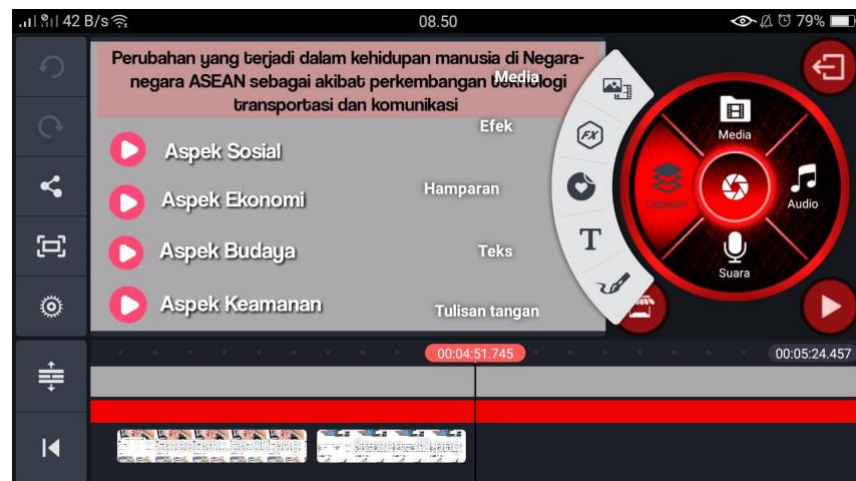 42 B/s
08.50
79%
Perubahan yang terjadi dalam kehidupan manusia di Negara-
negara ASEAN sebagai akibat perkembangan teknologi
transportasi dan komunikasi
Aspek Sosial
Aspek Ekonomi
Aspek Budaya
Aspek Keamanan
Media
Efek
Hamparan
Teks
Tulisan tangan
FX
T
Media
Lapisan
Audio
Suara
00:04:51.745
00:05:24.457